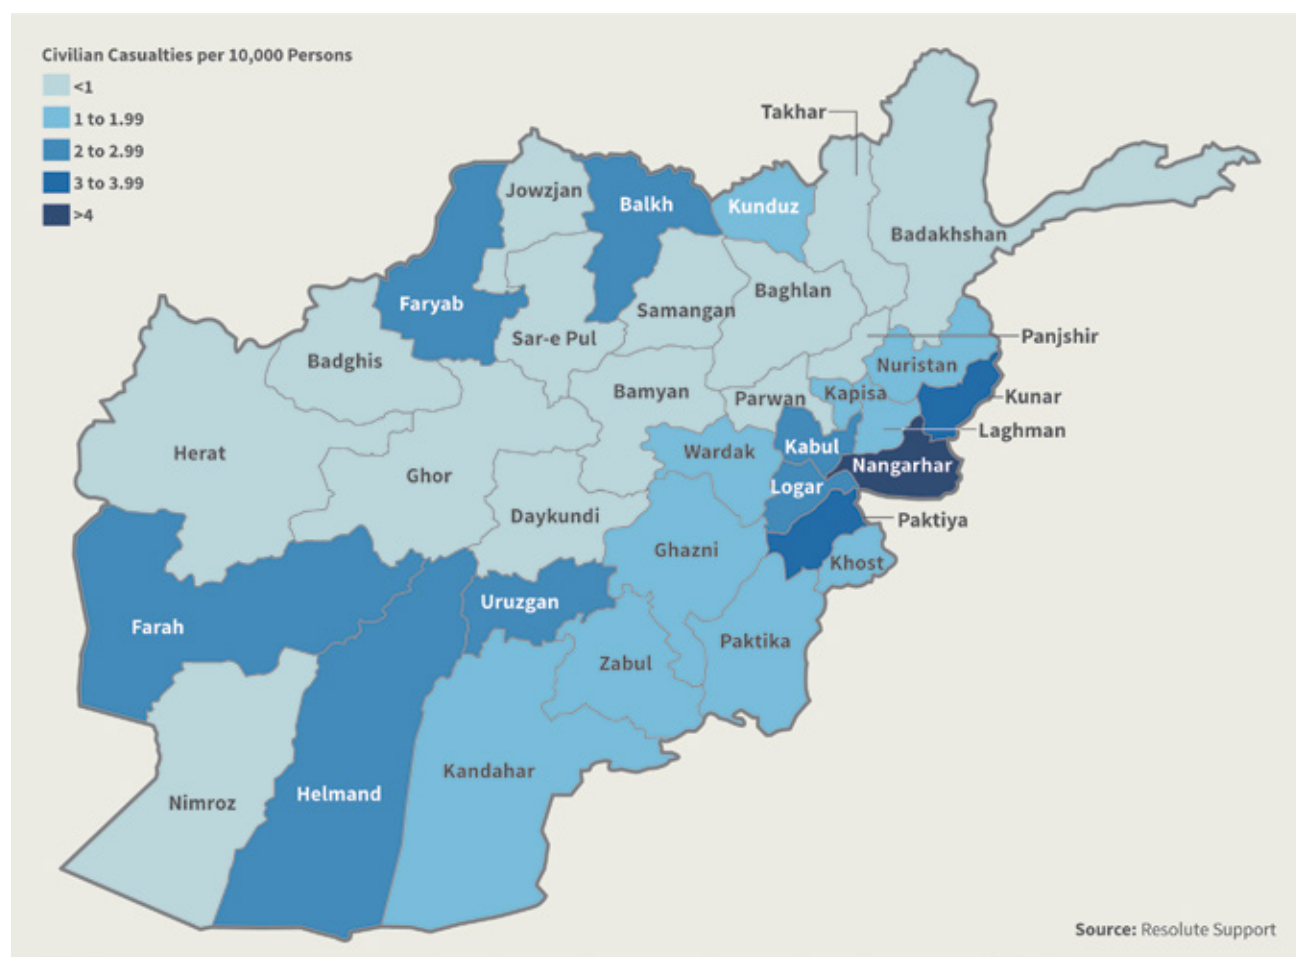 Civilian Casualties per 10,000 Persons
<1
1 to 1.99
2 to 2.99
3 to 3.99
>4
Takhar
Jowzjan
Balkh
Kunduz
Badakhshan
Faryab
Baghlan
Samangan
Sar-e Pul
Panjshir
Badghis
Nuristan
Bamyan
Parwan
Kapisa
Kunar
Laghman
Herat
Wardak
Kabul
Nangarhar
Ghor
Logar
Daykundi
Paktiya
Ghazni
Khost
Uruzgan
Farah
Paktika
Zabul
Kandahar
Helmand
Nimroz
Source: Resolute Support